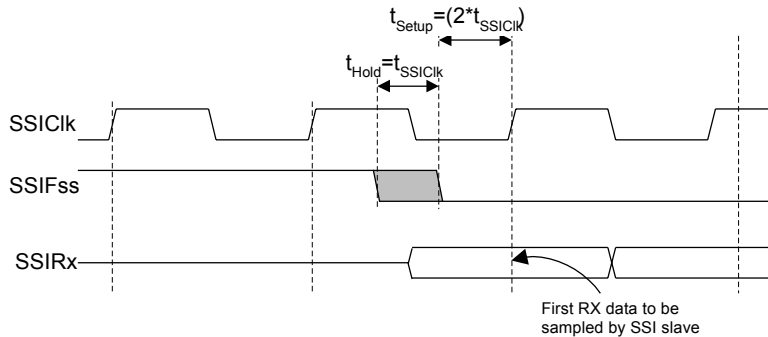 tSetup=(2*tSSIClk)
tHold=tSSIClk
SSIClk
SSIFss
SSIRx
First RX data to be
sampled by SSI slave